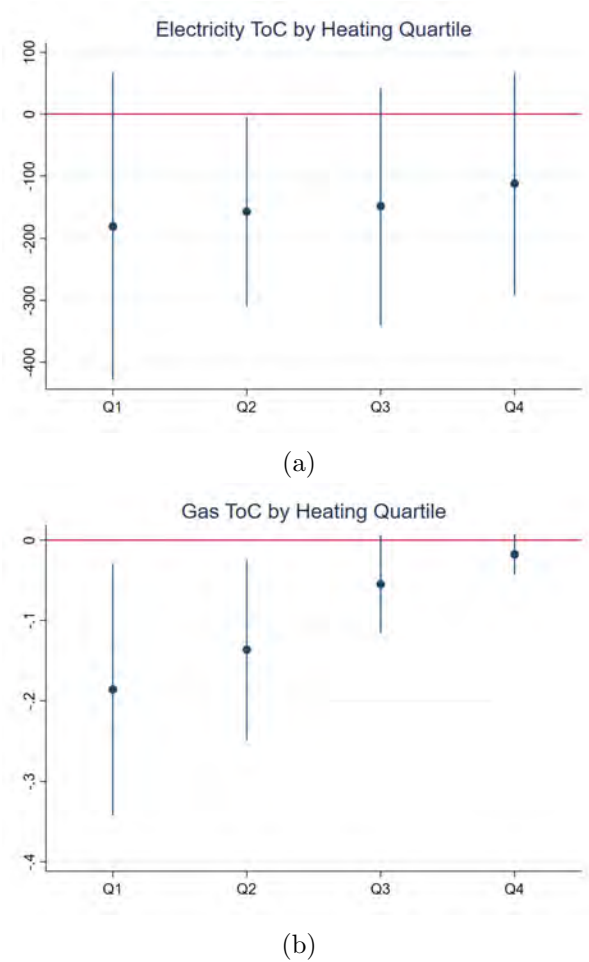 Electricity ToC by Heating Quartile
100
0
-100
-200
-300
-400
Q1 Q2 Q3 Q4
(a)
Gas ToC by Heating Quartile
0
-.1
-.2
-.3
-.4
Q1 Q2 Q3 Q4
(b)